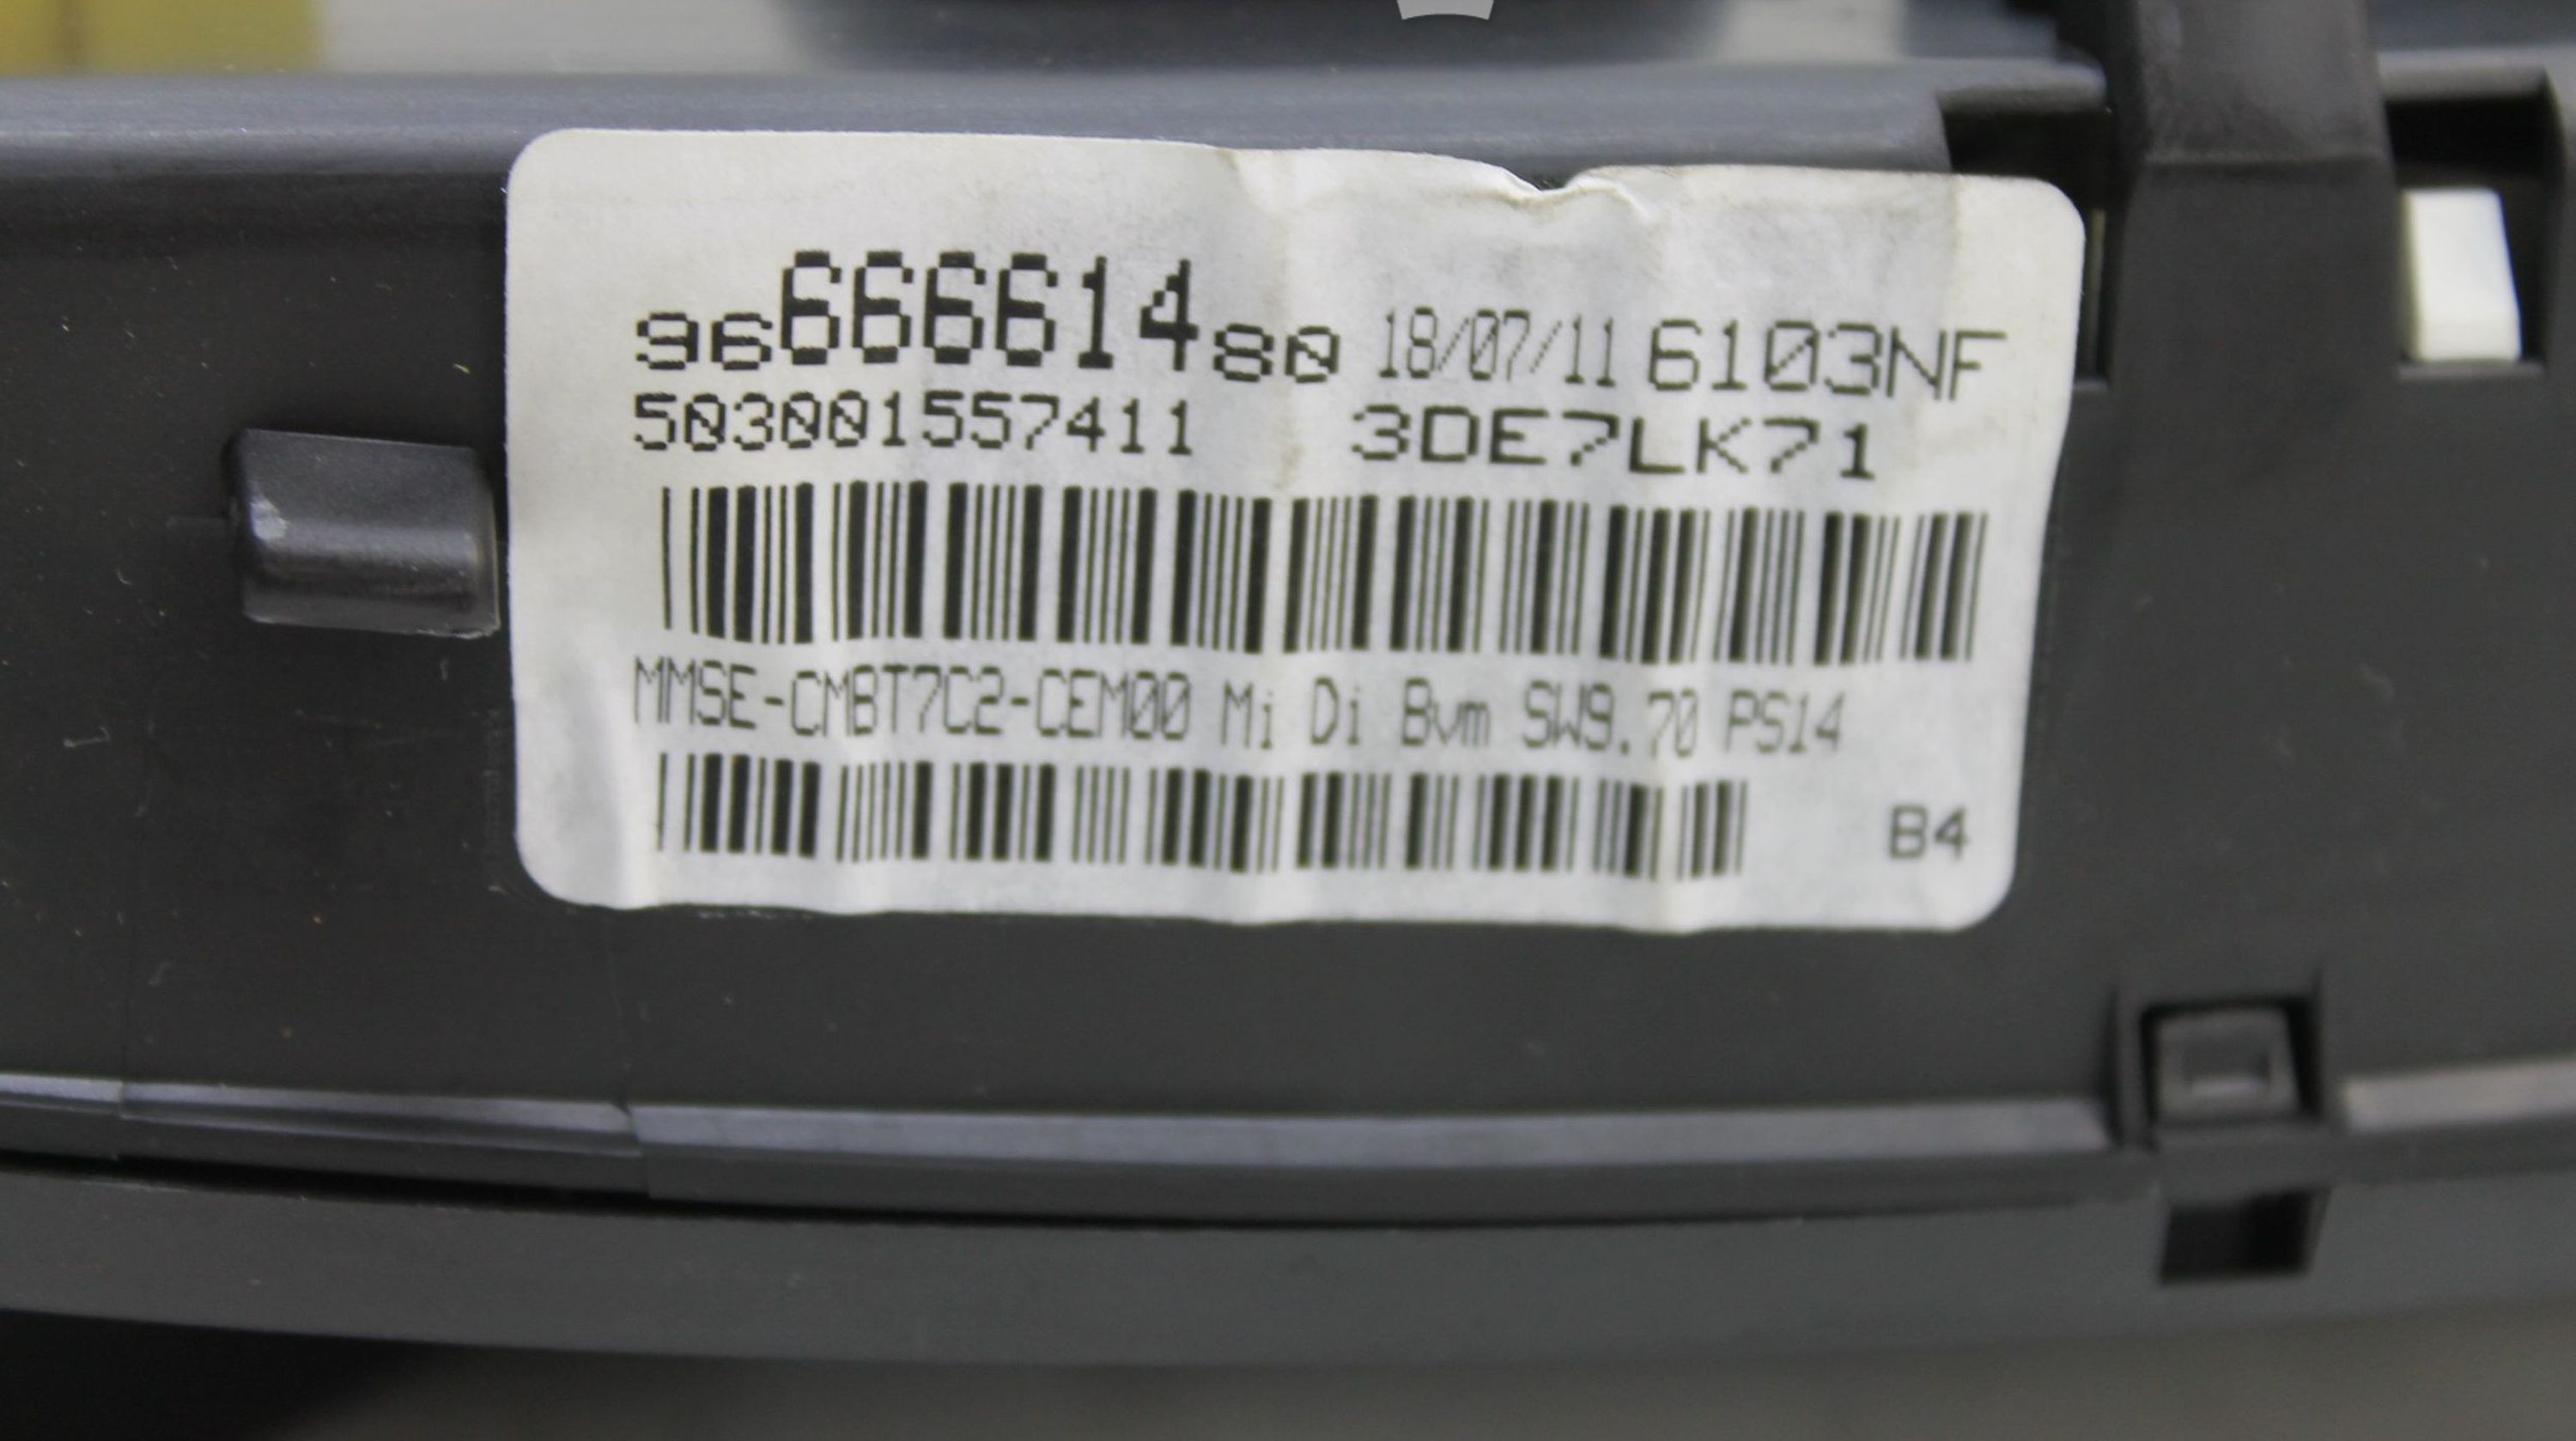 9666661480 18/07/11 6103NF
503001557411 3DE7LK71
MMSE-CMBT7C2-CEM00 Mi Di Bvm SW9.70 PS14
B4